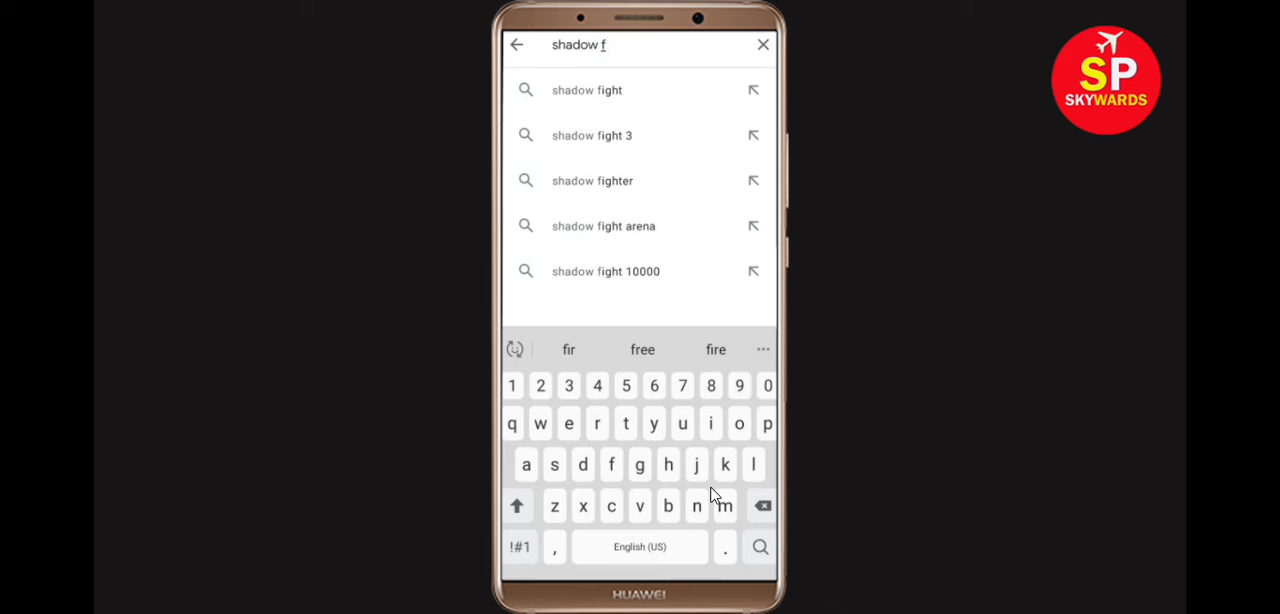 shadow f
SP
SKYWARDS
shadow fight
shadow fight 3
shadow fighter
shadow fight arena
shadow fight 10000
fir free fire ...
1 2 3 4 5 6 7 8 9 0
q w e r t y u i o p
a s d f g h j k l
z x c v b n m
!#1 , English (US) .
HUAWEI